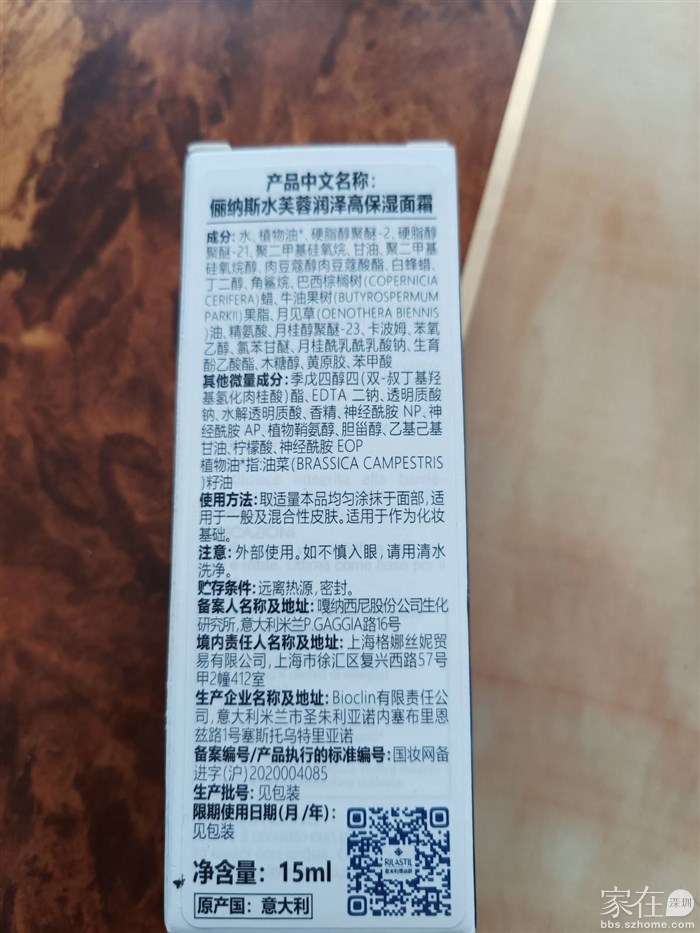 产品中文名称：
俪纳斯水芙蓉润泽高保湿面霜
成分：水、植物油*、硬脂醇聚醚-2、硬脂醇
聚醚-21、聚二甲基硅氧烷、甘油、聚二甲基
硅氧烷醇、肉豆蔻醇肉豆蔻酸酯、白蜂蜡、
丁二醇、角鲨烷、巴西棕榈树(COPERNICIA
CERIFERA)蜡、牛油果树(BUTYROSPERMUM
PARKII)果脂、月见草(OENOTHERA BIENNIS
)油、精氨酸、月桂醇聚醚-23、卡波姆、苯氧
乙醇、氯苯甘醚、月桂酰乳酰乳酸钠、生育
酚乙酸酯、木糖醇、黄原胶、苯甲酸
其他微量成分：季戊四醇四(双-叔丁基羟
基氢化肉桂酸)酯、EDTA 二钠、透明质酸
钠、水解透明质酸、香精、神经酰胺 NP、神
经酰胺 AP、植物鞘氨醇、胆甾醇、乙基己基
甘油、柠檬酸、神经酰胺 EOP
植物油*指:油菜(BRASSICA CAMPESTRIS
)籽油
使用方法：取适量本品均匀涂抹于面部，适
用于一般及混合性皮肤。适用于作为化妆
基础。
注意：外部使用。如不慎入眼，请用清水
洗净。
贮存条件：远离热源，密封。
备案人名称及地址：嘎纳西尼股份公司生化
研究所，意大利米兰P.GAGGIA路16号
境内责任人名称及地址：上海格娜丝妮贸
易有限公司，上海市徐汇区复兴西路57号
甲2幢412室
生产企业名称及地址：Bioclin有限责任公
司，意大利米兰市圣朱利亚诺内塞布里恩
兹路1号塞斯托乌特里亚诺
备案编号/产品执行的标准编号：国妆网备
进字(沪)2020004085
生产批号：见包装
限期使用日期(月/年)：
见包装
净含量：15ml
原产国：意大利
RILASTIL
家在深圳
bbs.szhome.com